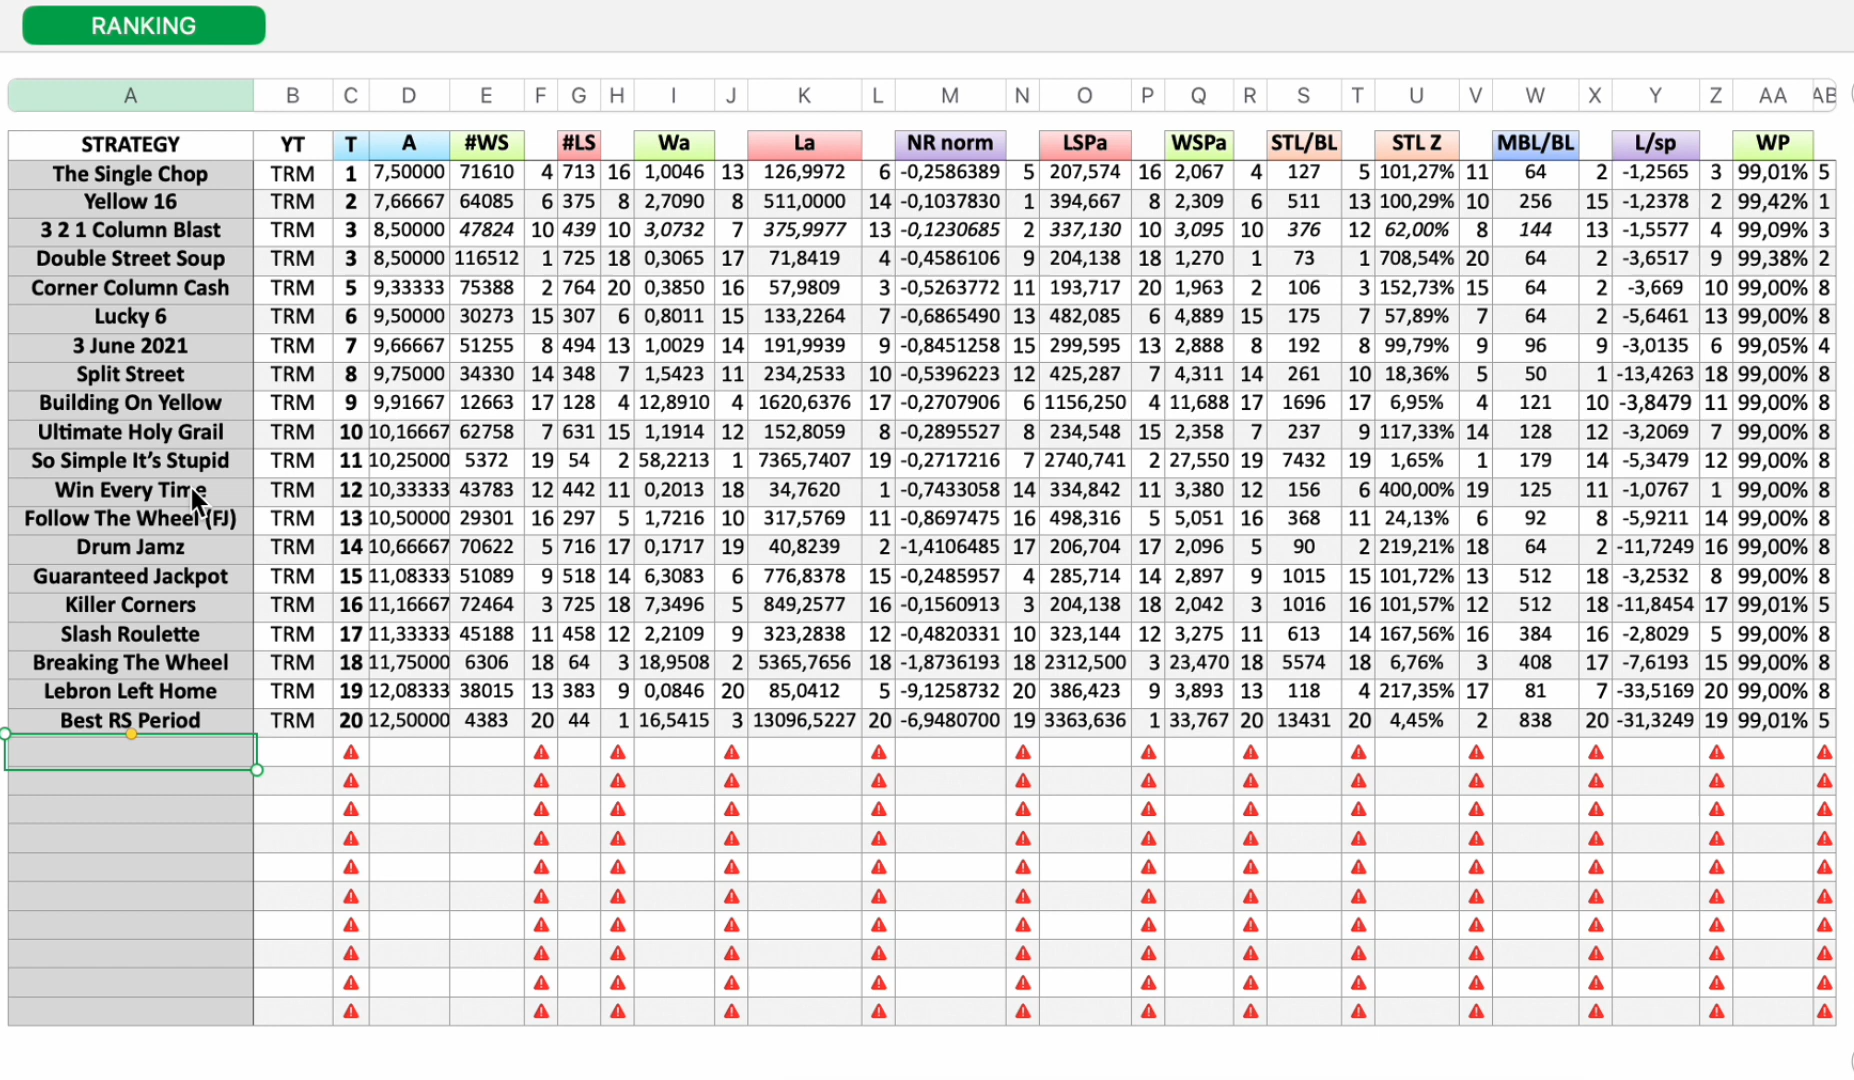 RANKING
A B C D E F G H I J K L M N O P Q R S T U V W X Y Z AA AB
STRATEGY YT T A #WS #LS Wa La NR norm LSPa WSPa STL/BL STL Z MBL/BL L/sp WP
The Single Chop TRM 1 7,50000 71610 4 713 16 1,0046 13 126,9972 6 -0,2586389 5 207,574 16 2,067 4 127 5 101,27% 11 64 2 -1,2565 3 99,01% 5
Yellow 16 TRM 2 7,66667 64085 6 375 8 2,7090 8 511,0000 14 -0,1037830 1 394,667 8 2,309 6 511 13 100,29% 10 256 15 -1,2378 2 99,42% 1
3 2 1 Column Blast TRM 3 8,50000 47824 10 439 10 3,0732 7 375,9977 13 -0,1230685 2 337,130 10 3,095 10 376 12 62,00% 8 144 13 -1,5577 4 99,09% 3
Double Street Soup TRM 3 8,50000 116512 1 725 18 0,3065 17 71,8419 4 -0,4586106 9 204,138 18 1,270 1 73 1 708,54% 20 64 2 -3,6517 9 99,38% 2
Corner Column Cash TRM 5 9,33333 75388 2 764 20 0,3850 16 57,9809 3 -0,5263772 11 193,717 20 1,963 2 106 3 152,73% 15 64 2 -3,669 10 99,00% 8
Lucky 6 TRM 6 9,50000 30273 15 307 6 0,8011 15 133,2264 7 -0,6865490 13 482,085 6 4,889 15 175 7 57,89% 7 64 2 -5,6461 13 99,00% 8
3 June 2021 TRM 7 9,66667 51255 8 494 13 1,0029 14 191,9939 9 -0,8451258 15 299,595 13 2,888 8 192 8 99,79% 9 96 9 -3,0135 6 99,05% 4
Split Street TRM 8 9,75000 34330 14 348 7 1,5423 11 234,2533 10 -0,5396223 12 425,287 7 4,311 14 261 10 18,36% 5 50 1 -13,4263 18 99,00% 8
Building On Yellow TRM 9 9,91667 12663 17 128 4 12,8910 4 1620,6376 17 -0,2707906 6 1156,250 4 11,688 17 1696 17 6,95% 4 121 10 -3,8479 11 99,00% 8
Ultimate Holy Grail TRM 10 10,16667 62758 7 631 15 1,1914 12 152,8059 8 -0,2895527 8 234,548 15 2,358 7 237 9 117,33% 14 128 12 -3,2069 7 99,00% 8
So Simple It’s Stupid TRM 11 10,25000 5372 19 54 2 58,2213 1 7365,7407 19 -0,2717216 7 2740,741 2 27,550 19 7432 19 1,65% 1 179 14 -5,3479 12 99,00% 8
Win Every Time TRM 12 10,33333 43783 12 442 11 0,2013 18 34,7620 1 -0,7433058 14 334,842 11 3,380 12 156 6 400,00% 19 125 11 -1,0767 1 99,00% 8
Follow The Wheel (FJ) TRM 13 10,50000 29301 16 297 5 1,7216 10 317,5769 11 -0,8697475 16 498,316 5 5,051 16 368 11 24,13% 6 92 8 -5,9211 14 99,00% 8
Drum Jamz TRM 14 10,66667 70622 5 716 17 0,1717 19 40,8239 2 -1,4106485 17 206,704 17 2,096 5 90 2 219,21% 18 64 2 -11,7249 16 99,00% 8
Guaranteed Jackpot TRM 15 11,08333 51089 9 518 14 6,3083 6 776,8378 15 -0,2485957 4 285,714 14 2,897 9 1015 15 101,72% 13 512 18 -3,2532 8 99,00% 8
Killer Corners TRM 16 11,16667 72464 3 725 18 7,3496 5 849,2577 16 -0,1560913 3 204,138 18 2,042 3 1016 16 101,57% 12 512 18 -11,8454 17 99,01% 5
Slash Roulette TRM 17 11,33333 45188 11 458 12 2,2109 9 323,2838 12 -0,4820331 10 323,144 12 3,275 11 613 14 167,56% 16 384 16 -2,8029 5 99,00% 8
Breaking The Wheel TRM 18 11,75000 6306 18 64 3 18,9508 2 5365,7656 18 -1,8736193 18 2312,500 3 23,470 18 5574 18 6,76% 3 408 17 -7,6193 15 99,00% 8
Lebron Left Home TRM 19 12,08333 38015 13 383 9 0,0846 20 85,0412 5 -9,1258732 20 386,423 9 3,893 13 118 4 217,35% 17 81 7 -33,5169 20 99,00% 8
Best RS Period TRM 20 12,50000 4383 20 44 1 16,5415 3 13096,5227 20 -6,9480700 19 3363,636 1 33,767 20 13431 20 4,45% 2 838 20 -31,3249 19 99,01% 5